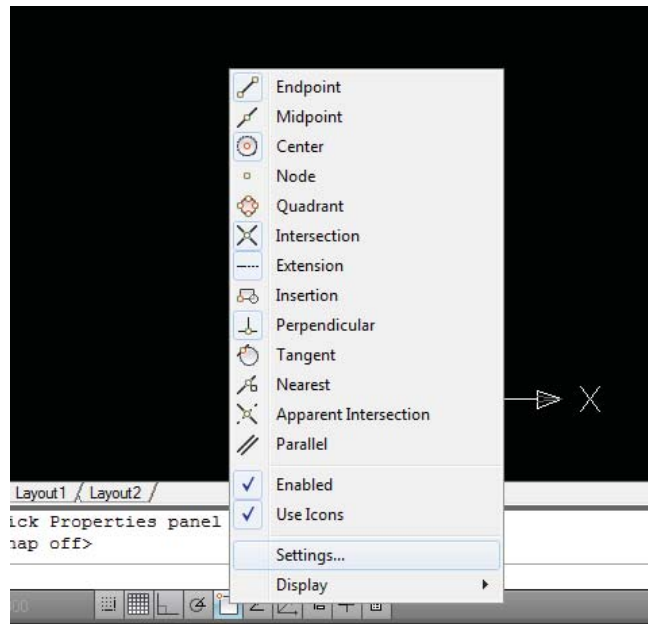 Endpoint
Midpoint
Center
Node
Quadrant
Intersection
Extension
Insertion
Perpendicular
Tangent
Nearest
Apparent Intersection
Parallel
X
Layout1 / Layout2 /
Enabled
ick Properties panel
Use Icons
nap off>
Settings...
Display